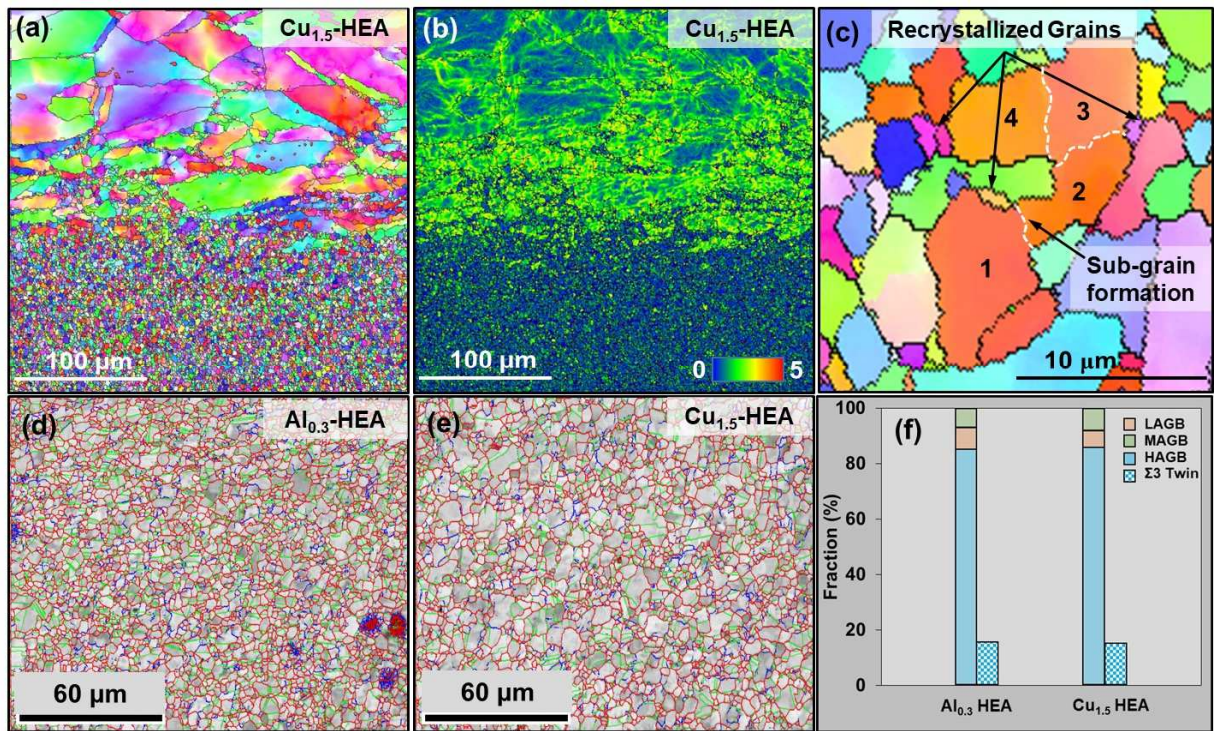 (a)
Cu1.5-HEA
100 μm
(b)
Cu1.5-HEA
100 μm
0
5
(c)
Recrystallized Grains
4
3
2
1
Sub-grain
formation
10 μm
(d)
Al0.3-HEA
60 μm
(e)
Cu1.5-HEA
60 μm
(f)
Fraction (%)
100
80
60
40
20
0
LAGB
MAGB
HAGB
Σ3 Twin
Al0.3 HEA
Cu1.5 HEA